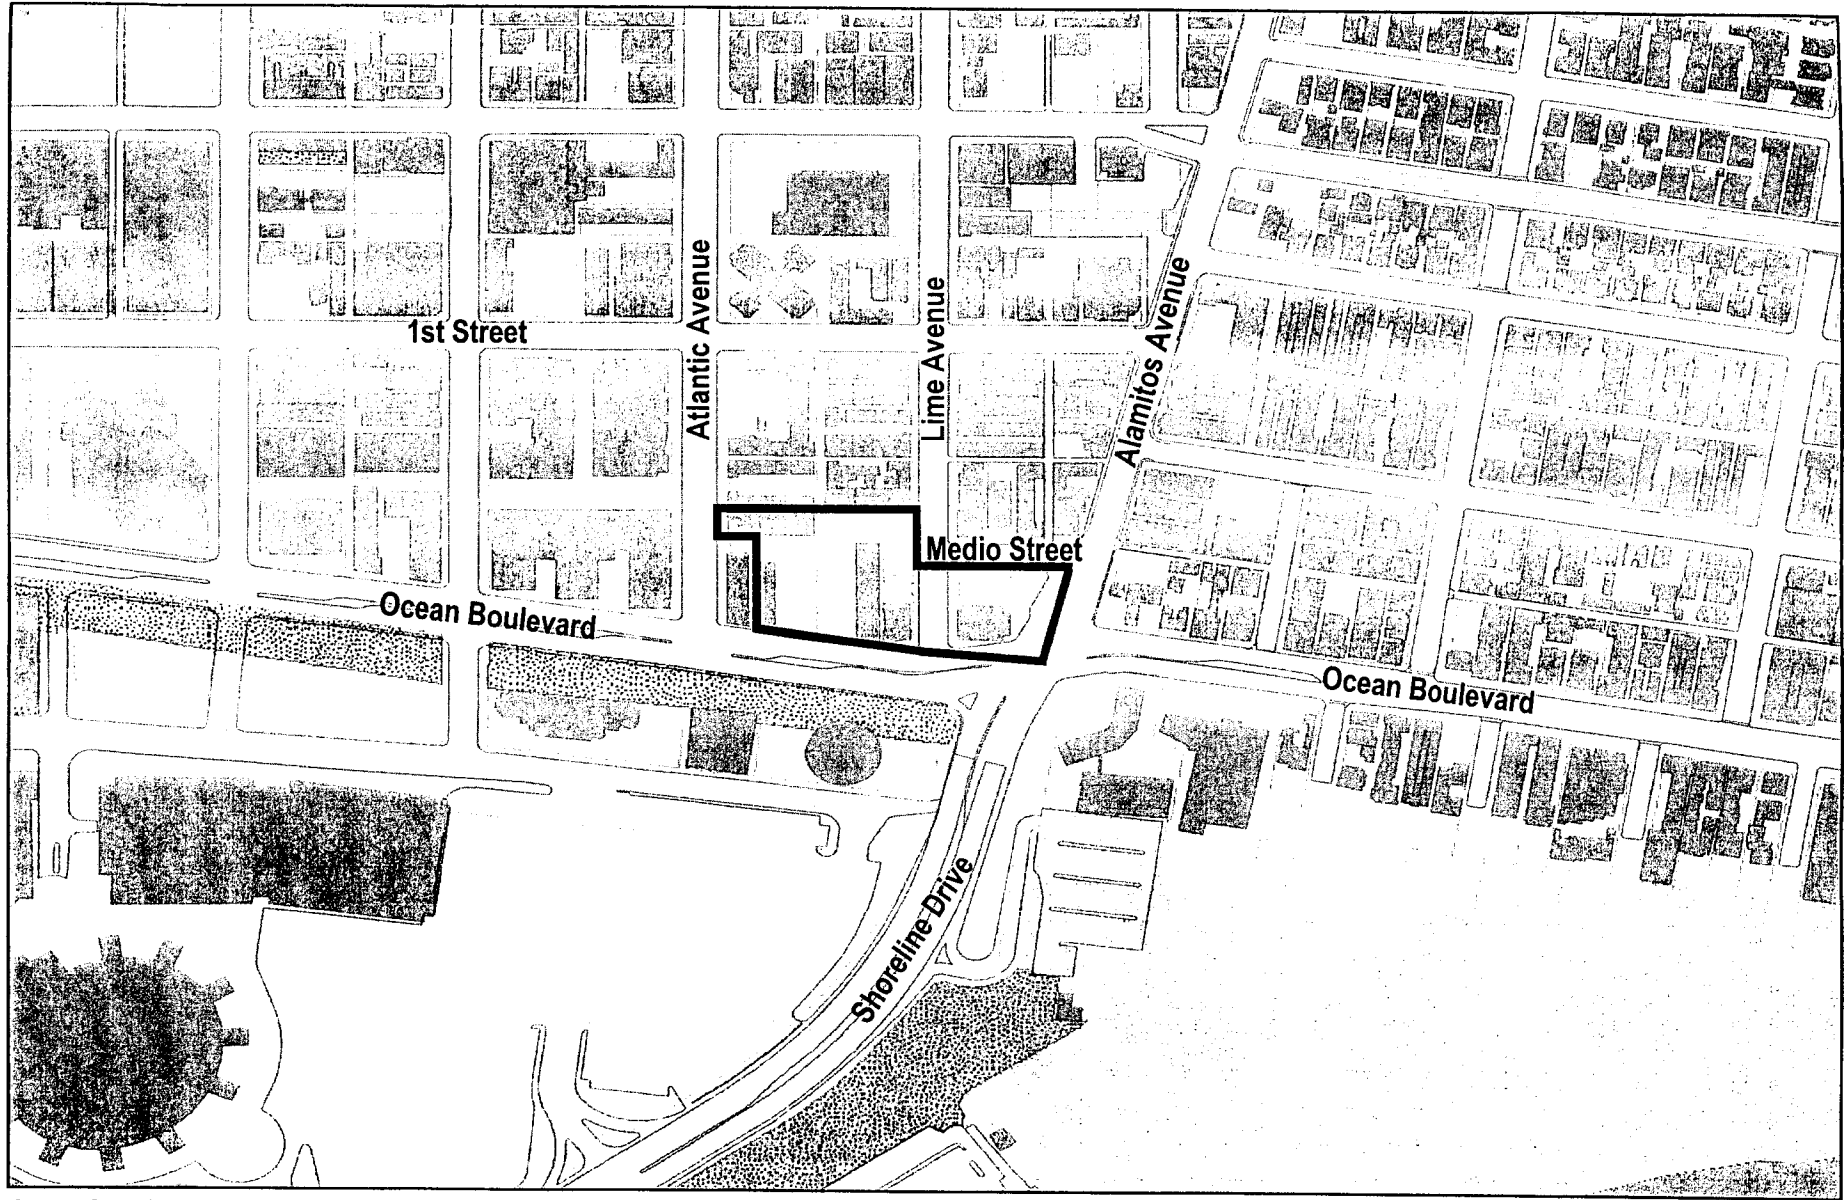 1st Street
Atlantic Avenue
Lime Avenue
Alamitos Avenue
Medio Street
Ocean Boulevard
Ocean Boulevard
Shoreline Drive